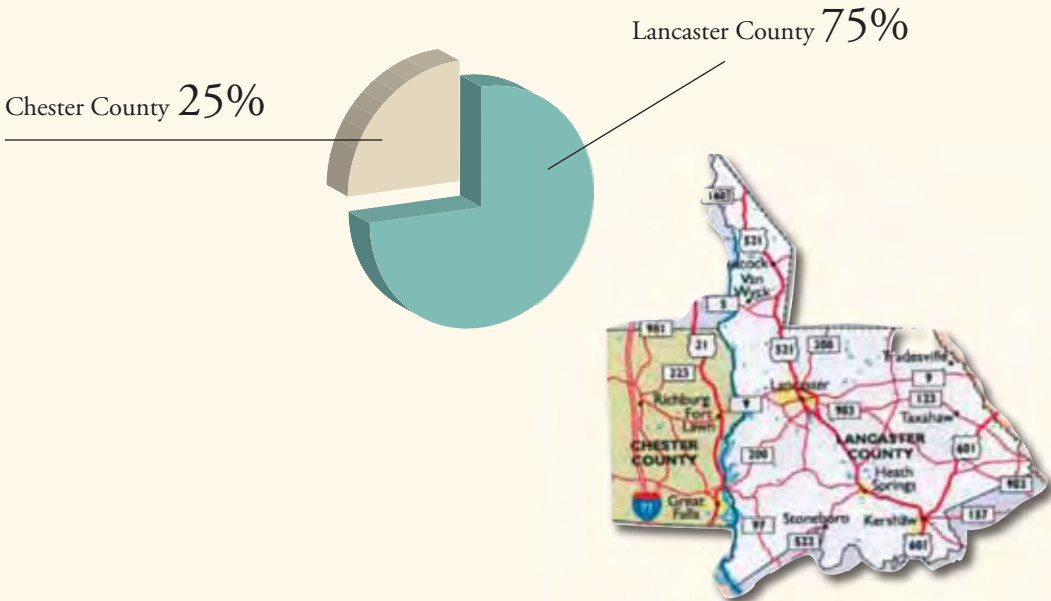 Lancaster County 75%
Chester County 25%
160
521
Van
Wyck
5
901
21
521
200
Tradesville
223
Lancaster
9
Richburg
9
123
Fort
903
Taxahaw
Lawn
CHESTER
COUNTY
LANCASTER
COUNTY
200
601
Heath
Springs
903
77
Great
Falls
97
Stoneboro
Kershaw
157
522
601